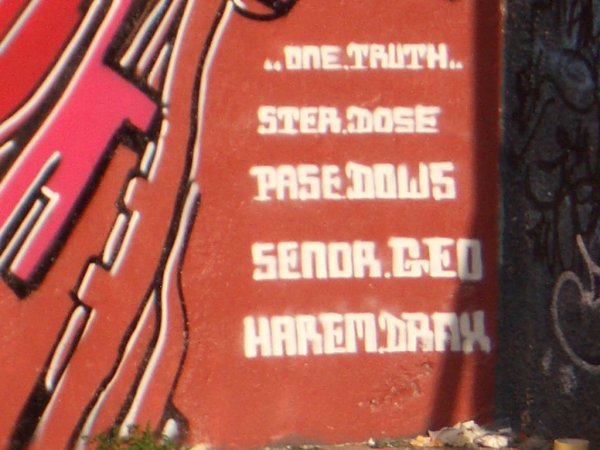 ..ONE.TRUTH..
STER.DOSE
PASE.DOWS
SENOR.GEO
HAREM.DRAX